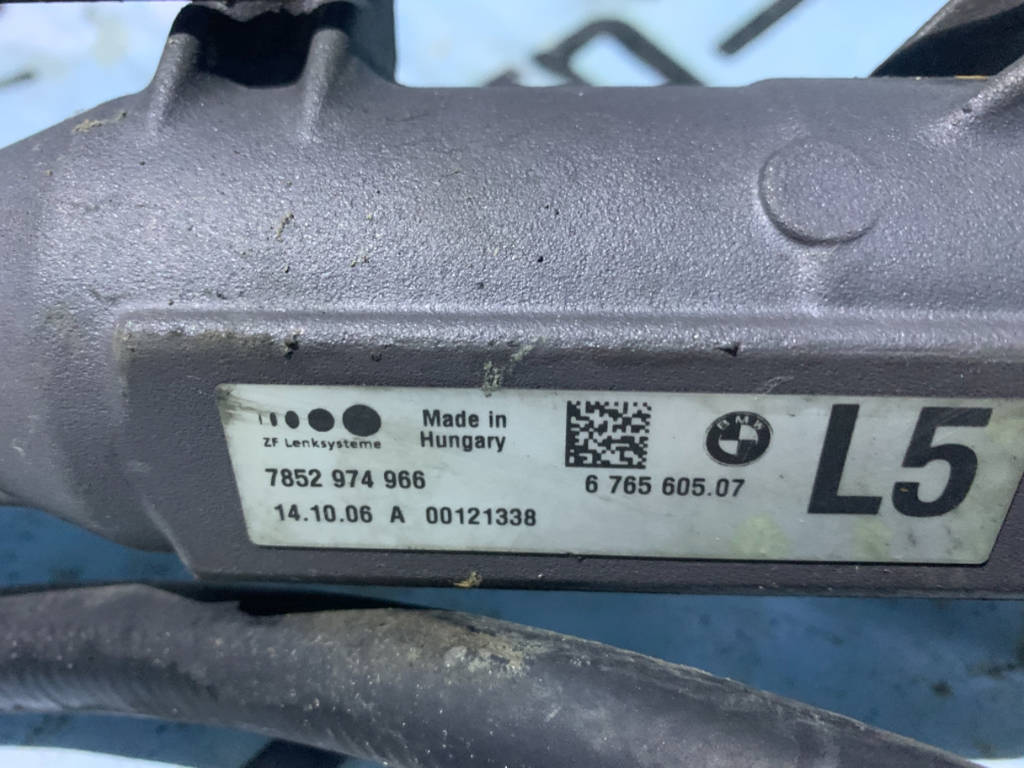 ZF Lenksysteme
Made in
Hungary
BMW
L5
7852 974 966
6 765 605.07
14.10.06 A 00121338